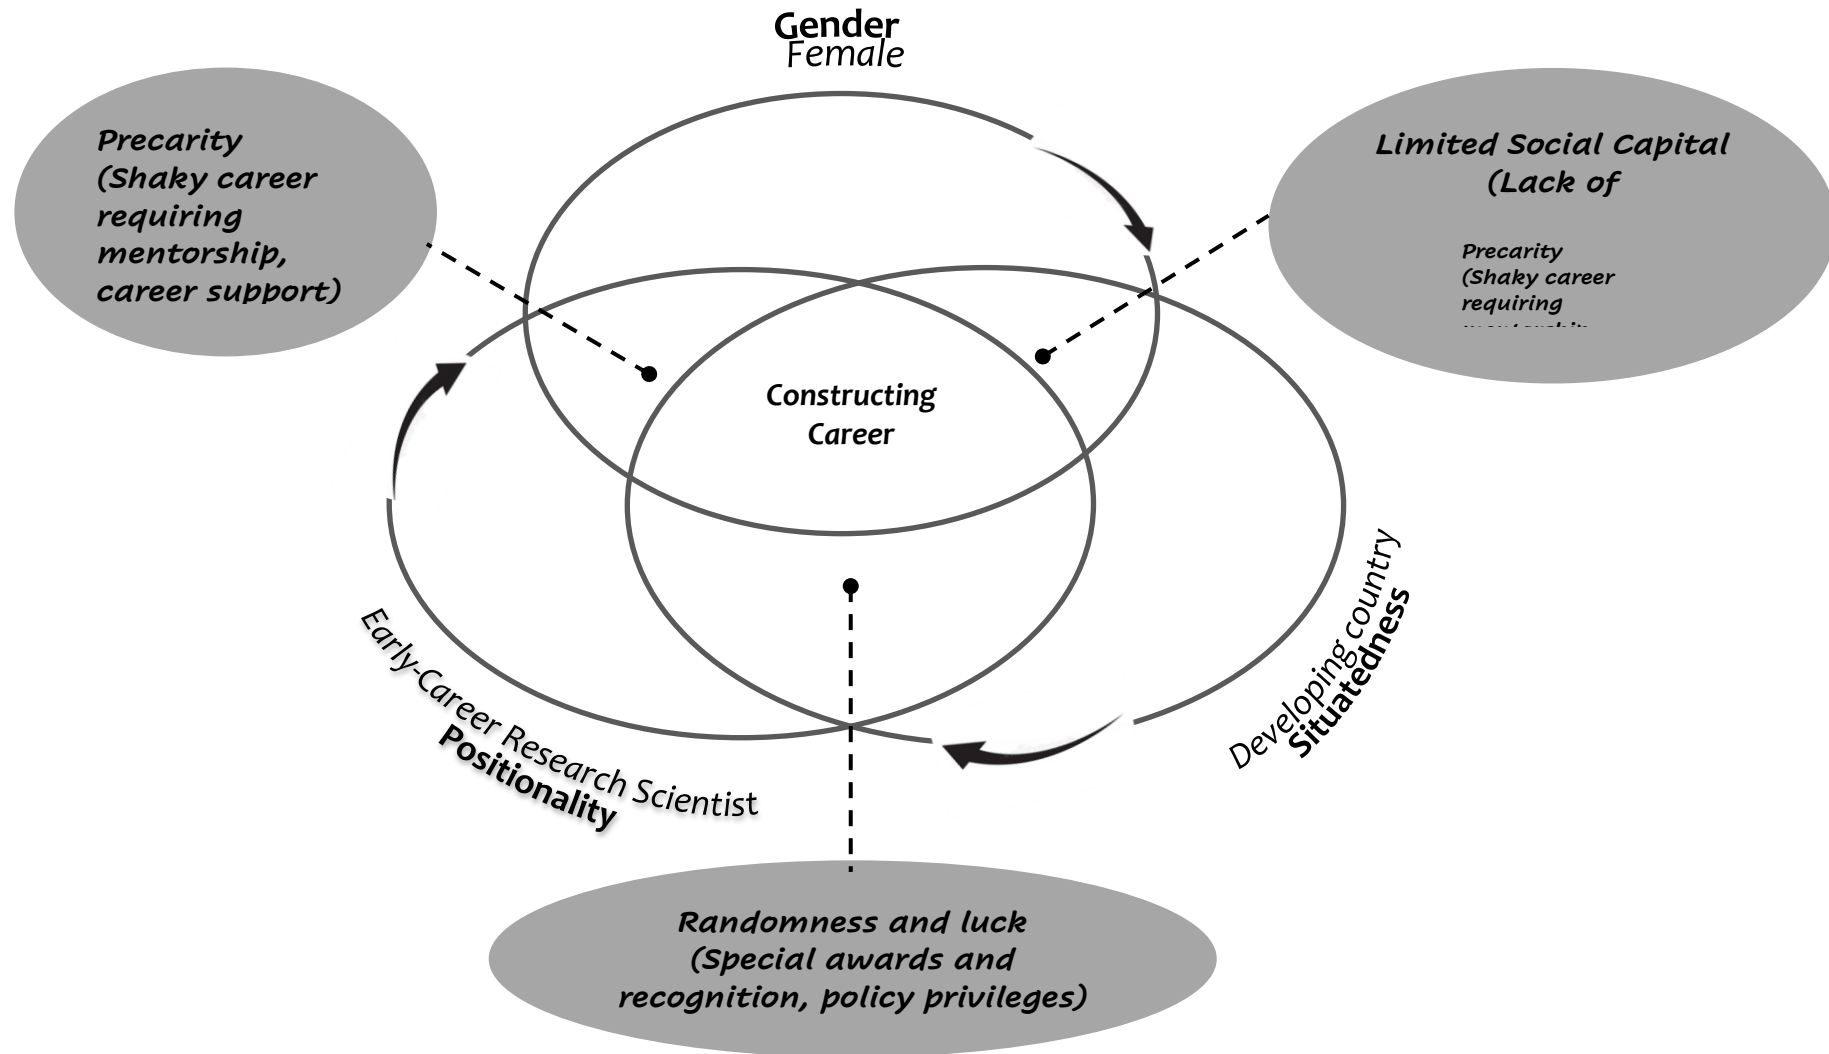 Gender
Female
Precarity
(Shaky career
requiring
mentorship,
career support)
Limited Social Capital
(Lack of
Precarity
(Shaky career
requiring
Constructing
Career
Early-Career Research Scientist
Positionality
Developing country
Situatedness
Randomness and luck
(Special awards and
recognition, policy privileges)